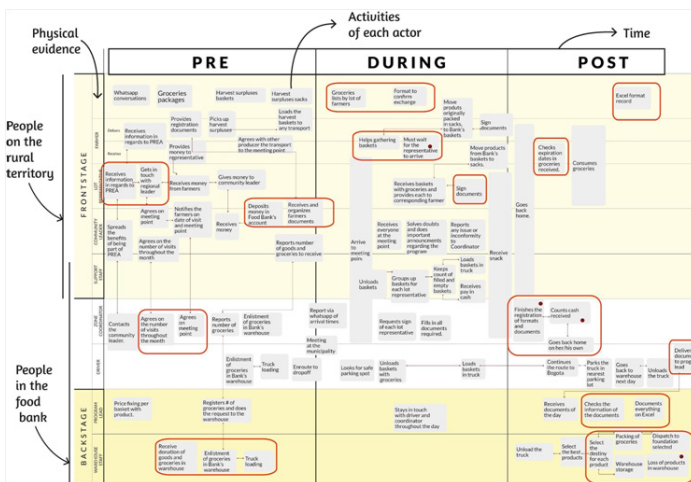 Physical
evidence
Activities
of each actor
Time
PRE
DURING
POST
People
on the rural
territory
People
in the
food
bank
FRONTSTAGE
BACKSTAGE
FARMER
LOT
COMMUNITY
LEADER
SUPPORT
STAFF
ZONE
COORDINATOR
DRIVER
PROGRAM
LEAD
WAREHOUSE
STAFF
Whatsapp
conversations
Groceries
packages
Harvest surpluses
baskets
Harvest surpluses sacks
Groceries
lists by lot of farmers
Format to confirm
exchange
Excel format
record
Receives
information in
regards to PREA
Provides
registration
documents
Picks up
harvest
surpluses
Loads the
harvest baskets to
any transport
Provides
money to
representative
Agrees with other
producer the transport
to the meeting point
Helps gathering
baskets
Must wait
for the
representative
to arrive
Move
produts
originally
packed
in sacks,
to Bank's
baskets
Sign
documents
Move products
from Bank's
baskets to
sacks.
Checks
expiration
dates in
groceries
received.
Consumes
groceries
Receives
information in
regards to PREA
Gets in
touch with
regional
leader
Receives money from farmers
Gives money to
community leader
Receives baskets
with groceries and
provides each to
corresponding farmer
Sign
documents
Spreads
the benefits
of being
part of
PREA
Agrees on
meeting
point
Notifies the
farmers on
date of visit and
meeting point
Receives
money
Deposits
money in
Food Bank's
account
Receives and
organizes
farmers
documents
Agrees on the
number of visits
throughout the
month
Reports number
of goods and
groceries to receive
Arrive
to
meeting
point
Receives
everyone
at the
meeting
point
Solves doubts and
does important
announcements
regarding the
program
Reports
any issue or
inconformity to
Coordinator
Receive
snack
Goes
back
home.
Unloads
baskets
Groups up
baskets for
each lot
representative
Keeps
count of
filled and
empty
baskets
Loads
baskets in
truck
Receives
pay in
cash
Contacts the
community
leader
Agrees on the
number of visits
throughout
the month
Agrees
on
meeting
point
Reports
number of
groceries
Enlistment
of groceries
in Bank's
warehouse
Report via
whatsapp of
arrival times
Requests sign of
each lot representative
Fills in all
documents
required.
Finishes the
registration
of formats
and
documents
Counts cash
received
Goes back home
on her/his own
Meeting
at the
municipality
Enlistment
of groceries
in Bank's
warehouse
Truck
loading
Enroute to
dropoff
Looks for safe
parking spot
Unloads
baskets with
groceries
Loads
baskets in truck
Continues
the route to
Bogota
Parks the
truck in
nearest
parking
lot
Goes
back to
warehouse
next day
Unloads
the truck
Price fixing per
basket with
product.
Registers # of
groceries and does
the request to the
warehouse
Stays in touch with
driver and
coordinator
throughout the day
Receives
documents of
the day
Checks the
information of the
documents
Documents
everything
on Excel
Receive
donation of
goods and
groceries in
warehouse
Enlistment of
groceries
in Bank's
warehouse
Truck
loading
Unload the
truck
Select
the best
products
Select
the
destiny for
each
product
Packing of
groceries
Dispatch to
foundation
selected
Warehouse
storage
Loss of products
in warehouse